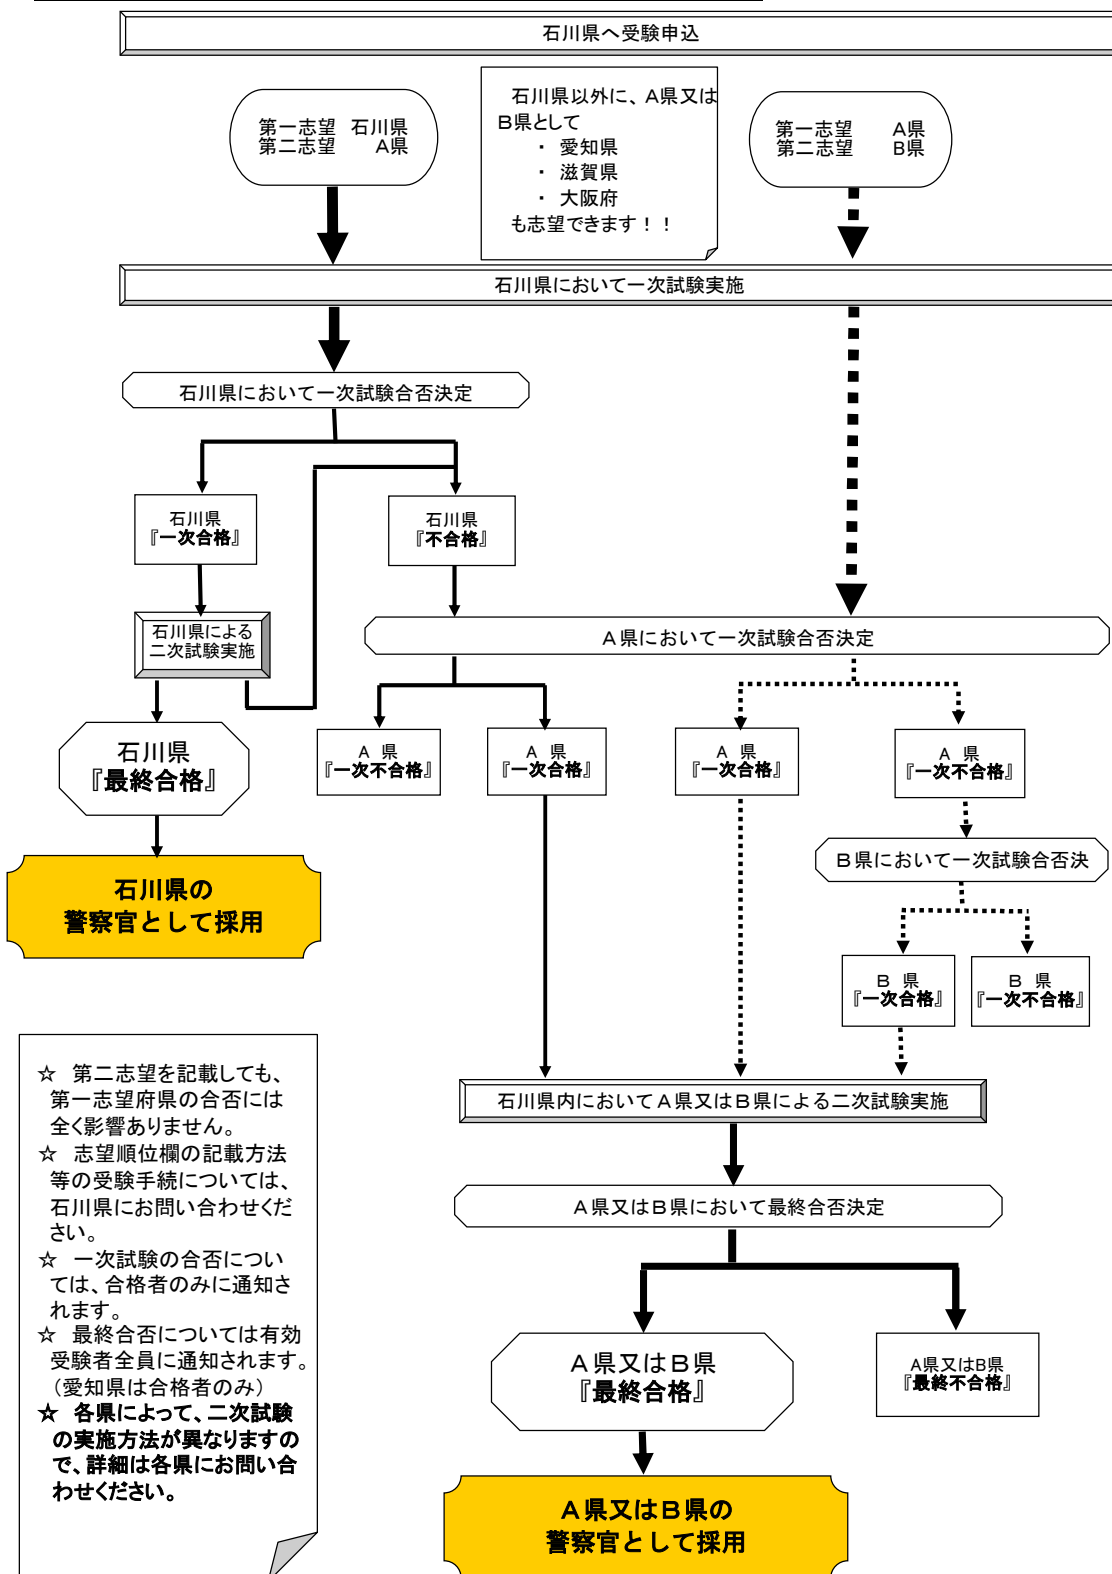 石川県へ受験申込
第一志望　石川県
第二志望　　Ａ県
石川県以外に、Ａ県又は
Ｂ県として
・ 愛知県
・ 滋賀県
・ 大阪府
も志望できます！！
第一志望　　Ａ県
第二志望　　Ｂ県
石川県において一次試験実施
石川県において一次試験合否決定
石川県
『一次合格』
石川県
『不合格』
石川県による
二次試験実施
Ａ県において一次試験合否決定
石川県
『最終合格』
Ａ 県
『一次不合格』
Ａ 県
『一次合格』
Ａ 県
『一次合格』
Ａ 県
『一次不合格』
Ｂ県において一次試験合否決
石川県の
警察官として採用
Ｂ 県
『一次合格』
Ｂ 県
『一次不合格』
石川県内においてＡ県又はＢ県による二次試験実施
Ａ県又はＢ県において最終合否決定
Ａ県又はＢ県
『最終合格』
Ａ県又はＢ県
『最終不合格』
Ａ県又はＢ県の
警察官として採用
☆　第二志望を記載しても、
第一志望府県の合否には
全く影響ありません。
☆　志望順位欄の記載方法
等の受験手続については、
石川県にお問い合わせくだ
さい。
☆　一次試験の合否につい
ては、合格者のみに通知さ
れます。
☆　最終合否については有効
受験者全員に通知されます。
（愛知県は合格者のみ）
☆　各県によって、二次試験
の実施方法が異なりますの
で、詳細は各県にお問い合
わせください。